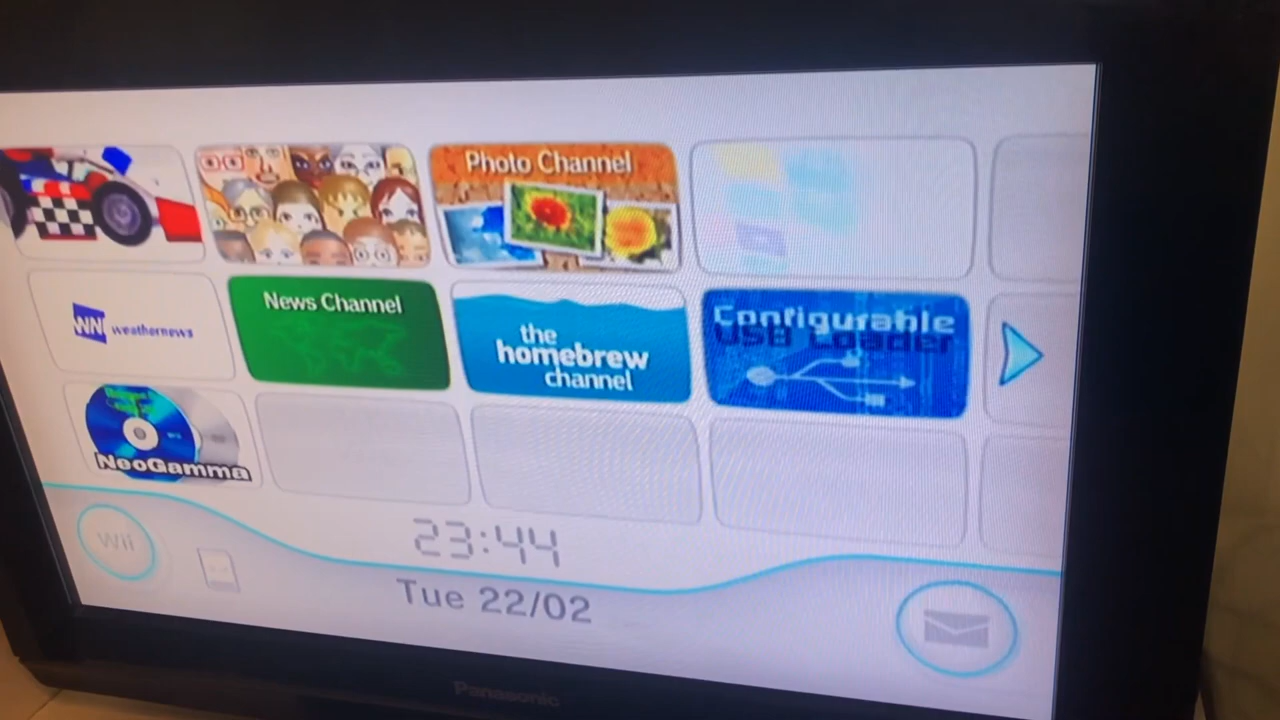 Photo Channel
WN weathernews
News Channel
the
homebrew
channel
Configurable
USB Loader
NeoGamma
Wii
23:44
Tue 22/02
Panasonic